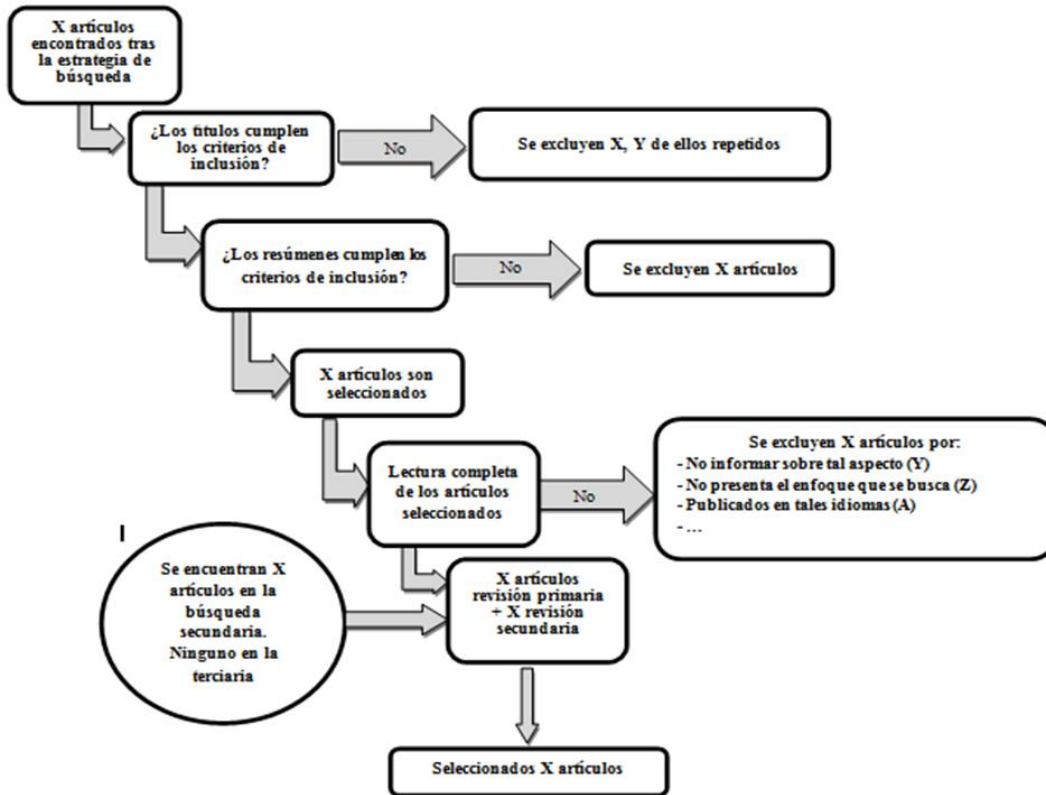 X artículos
encontrados tras
la estrategia de
búsqueda
¿Los títulos cumplen
los criterios de
inclusión?
No
Se excluyen X, Y de ellos repetidos
¿Los resúmenes cumplen los
criterios de inclusión?
No
Se excluyen X artículos
X artículos son
seleccionados
Lectura completa
de los artículos
seleccionados
No
Se excluyen X artículos por:
- No informar sobre tal aspecto (Y)
- No presenta el enfoque que se busca (Z)
- Publicados en tales idiomas (A)
- ...
Se encuentran X
artículos en la
búsqueda
secundaria.
Ninguno en la
terciaria
X artículos
revisión primaria
+ X revisión
secundaria
Seleccionados X artículos